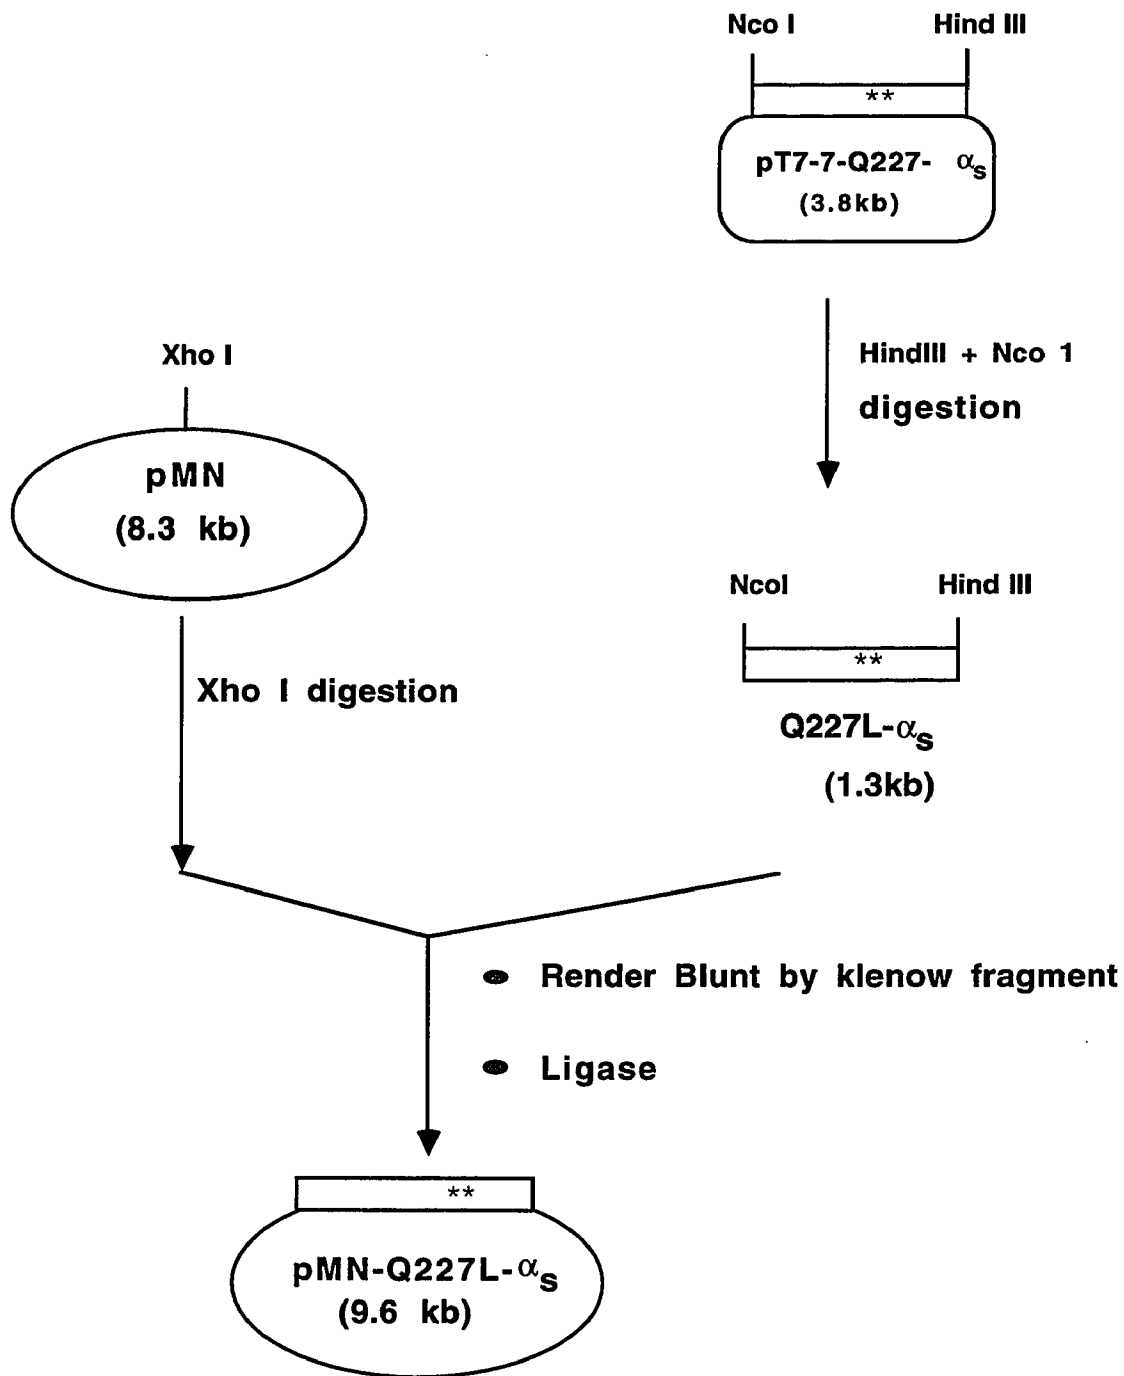 Nco I Hind III
**
pT7-7-Q227- αs
(3.8kb)
HindIII + Nco 1
digestion
Xho I
pMN
(8.3 kb)
Xho I digestion
NcoI Hind III
**
Q227L-αs
(1.3kb)
Render Blunt by klenow fragment
Ligase
**
pMN-Q227L-αs
(9.6 kb)